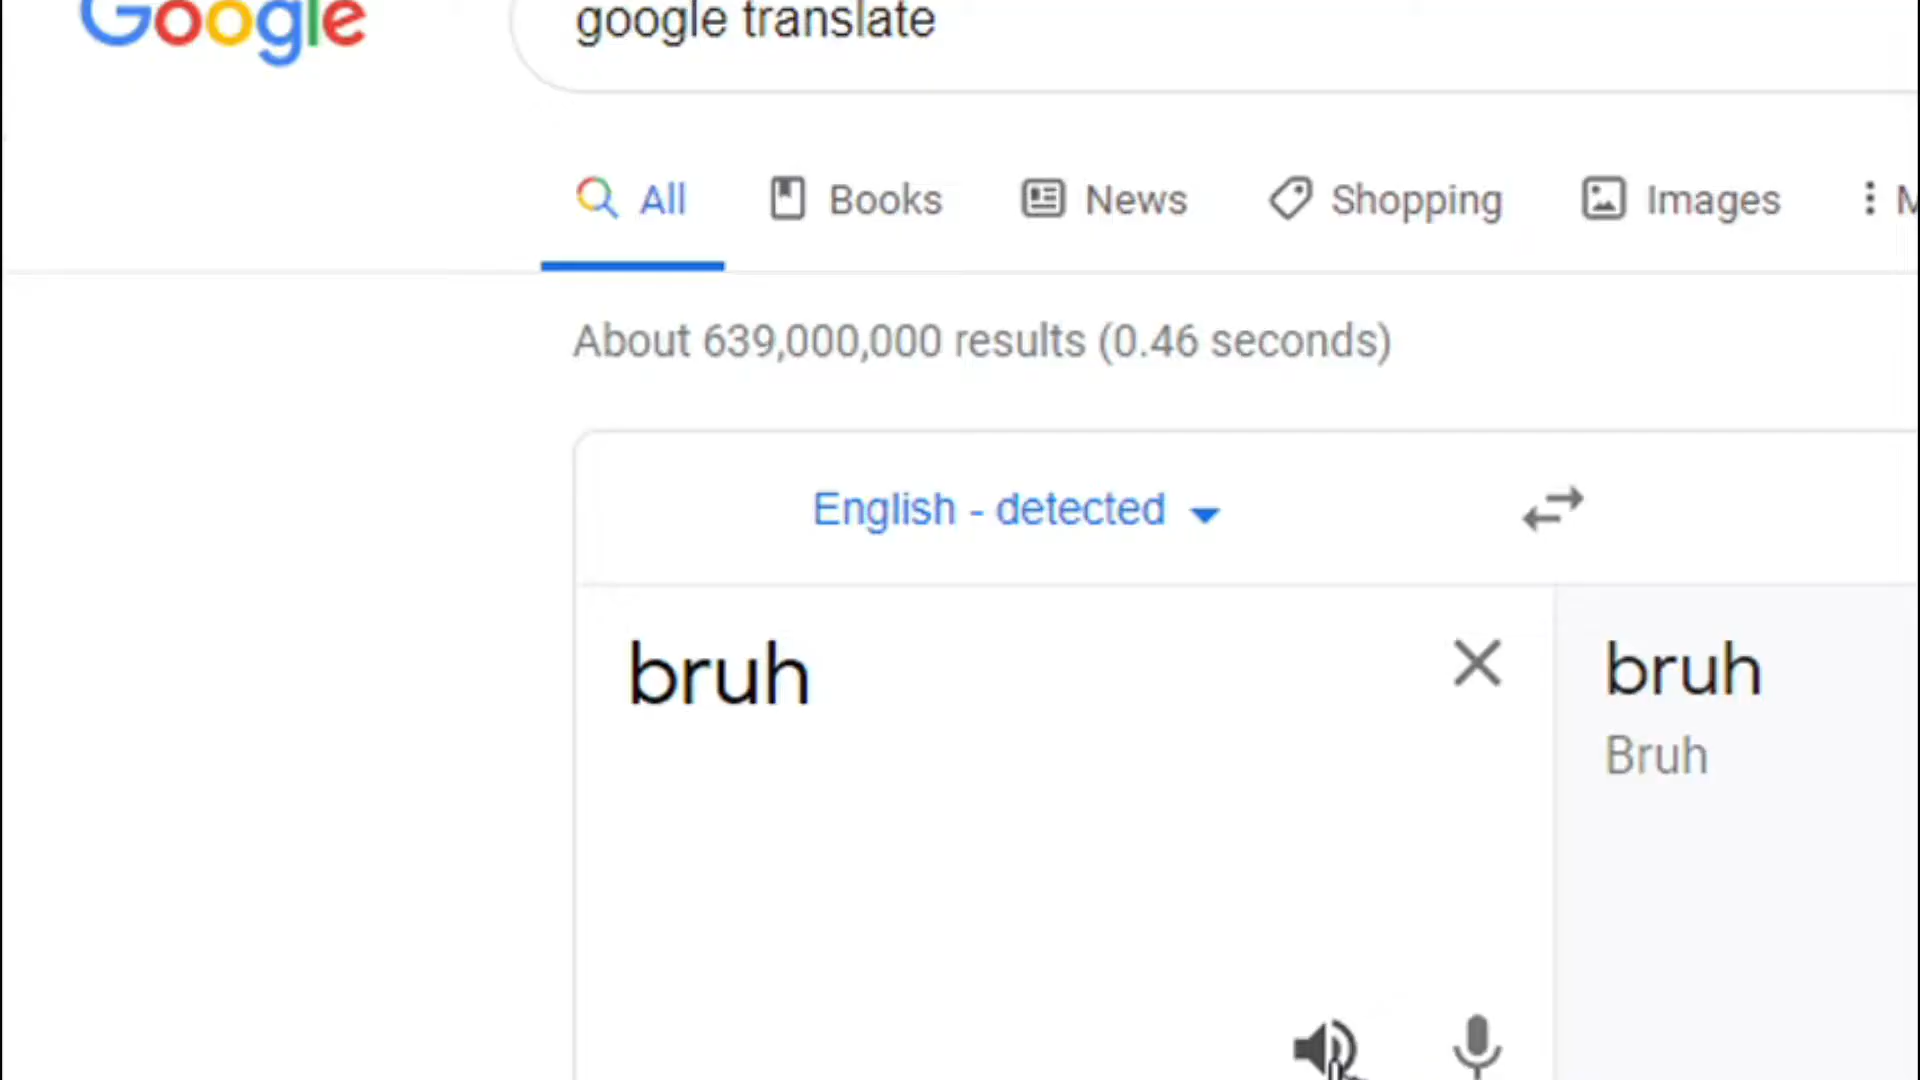 Google
google translate
All Books News Shopping Images
About 639,000,000 results (0.46 seconds)
English - detected
bruh
bruh
Bruh